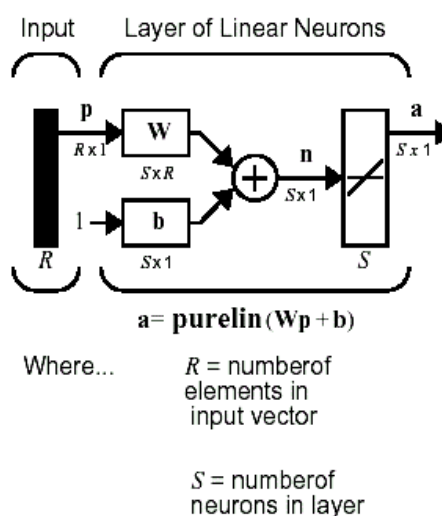 Input Layer of Linear Neurons
p W n a
R x 1 S x R S x 1 S x 1
1 b
R S x 1 S
a= purelin (Wp + b)
Where... R = numberof
elements in
input vector
S = numberof
neurons in layer